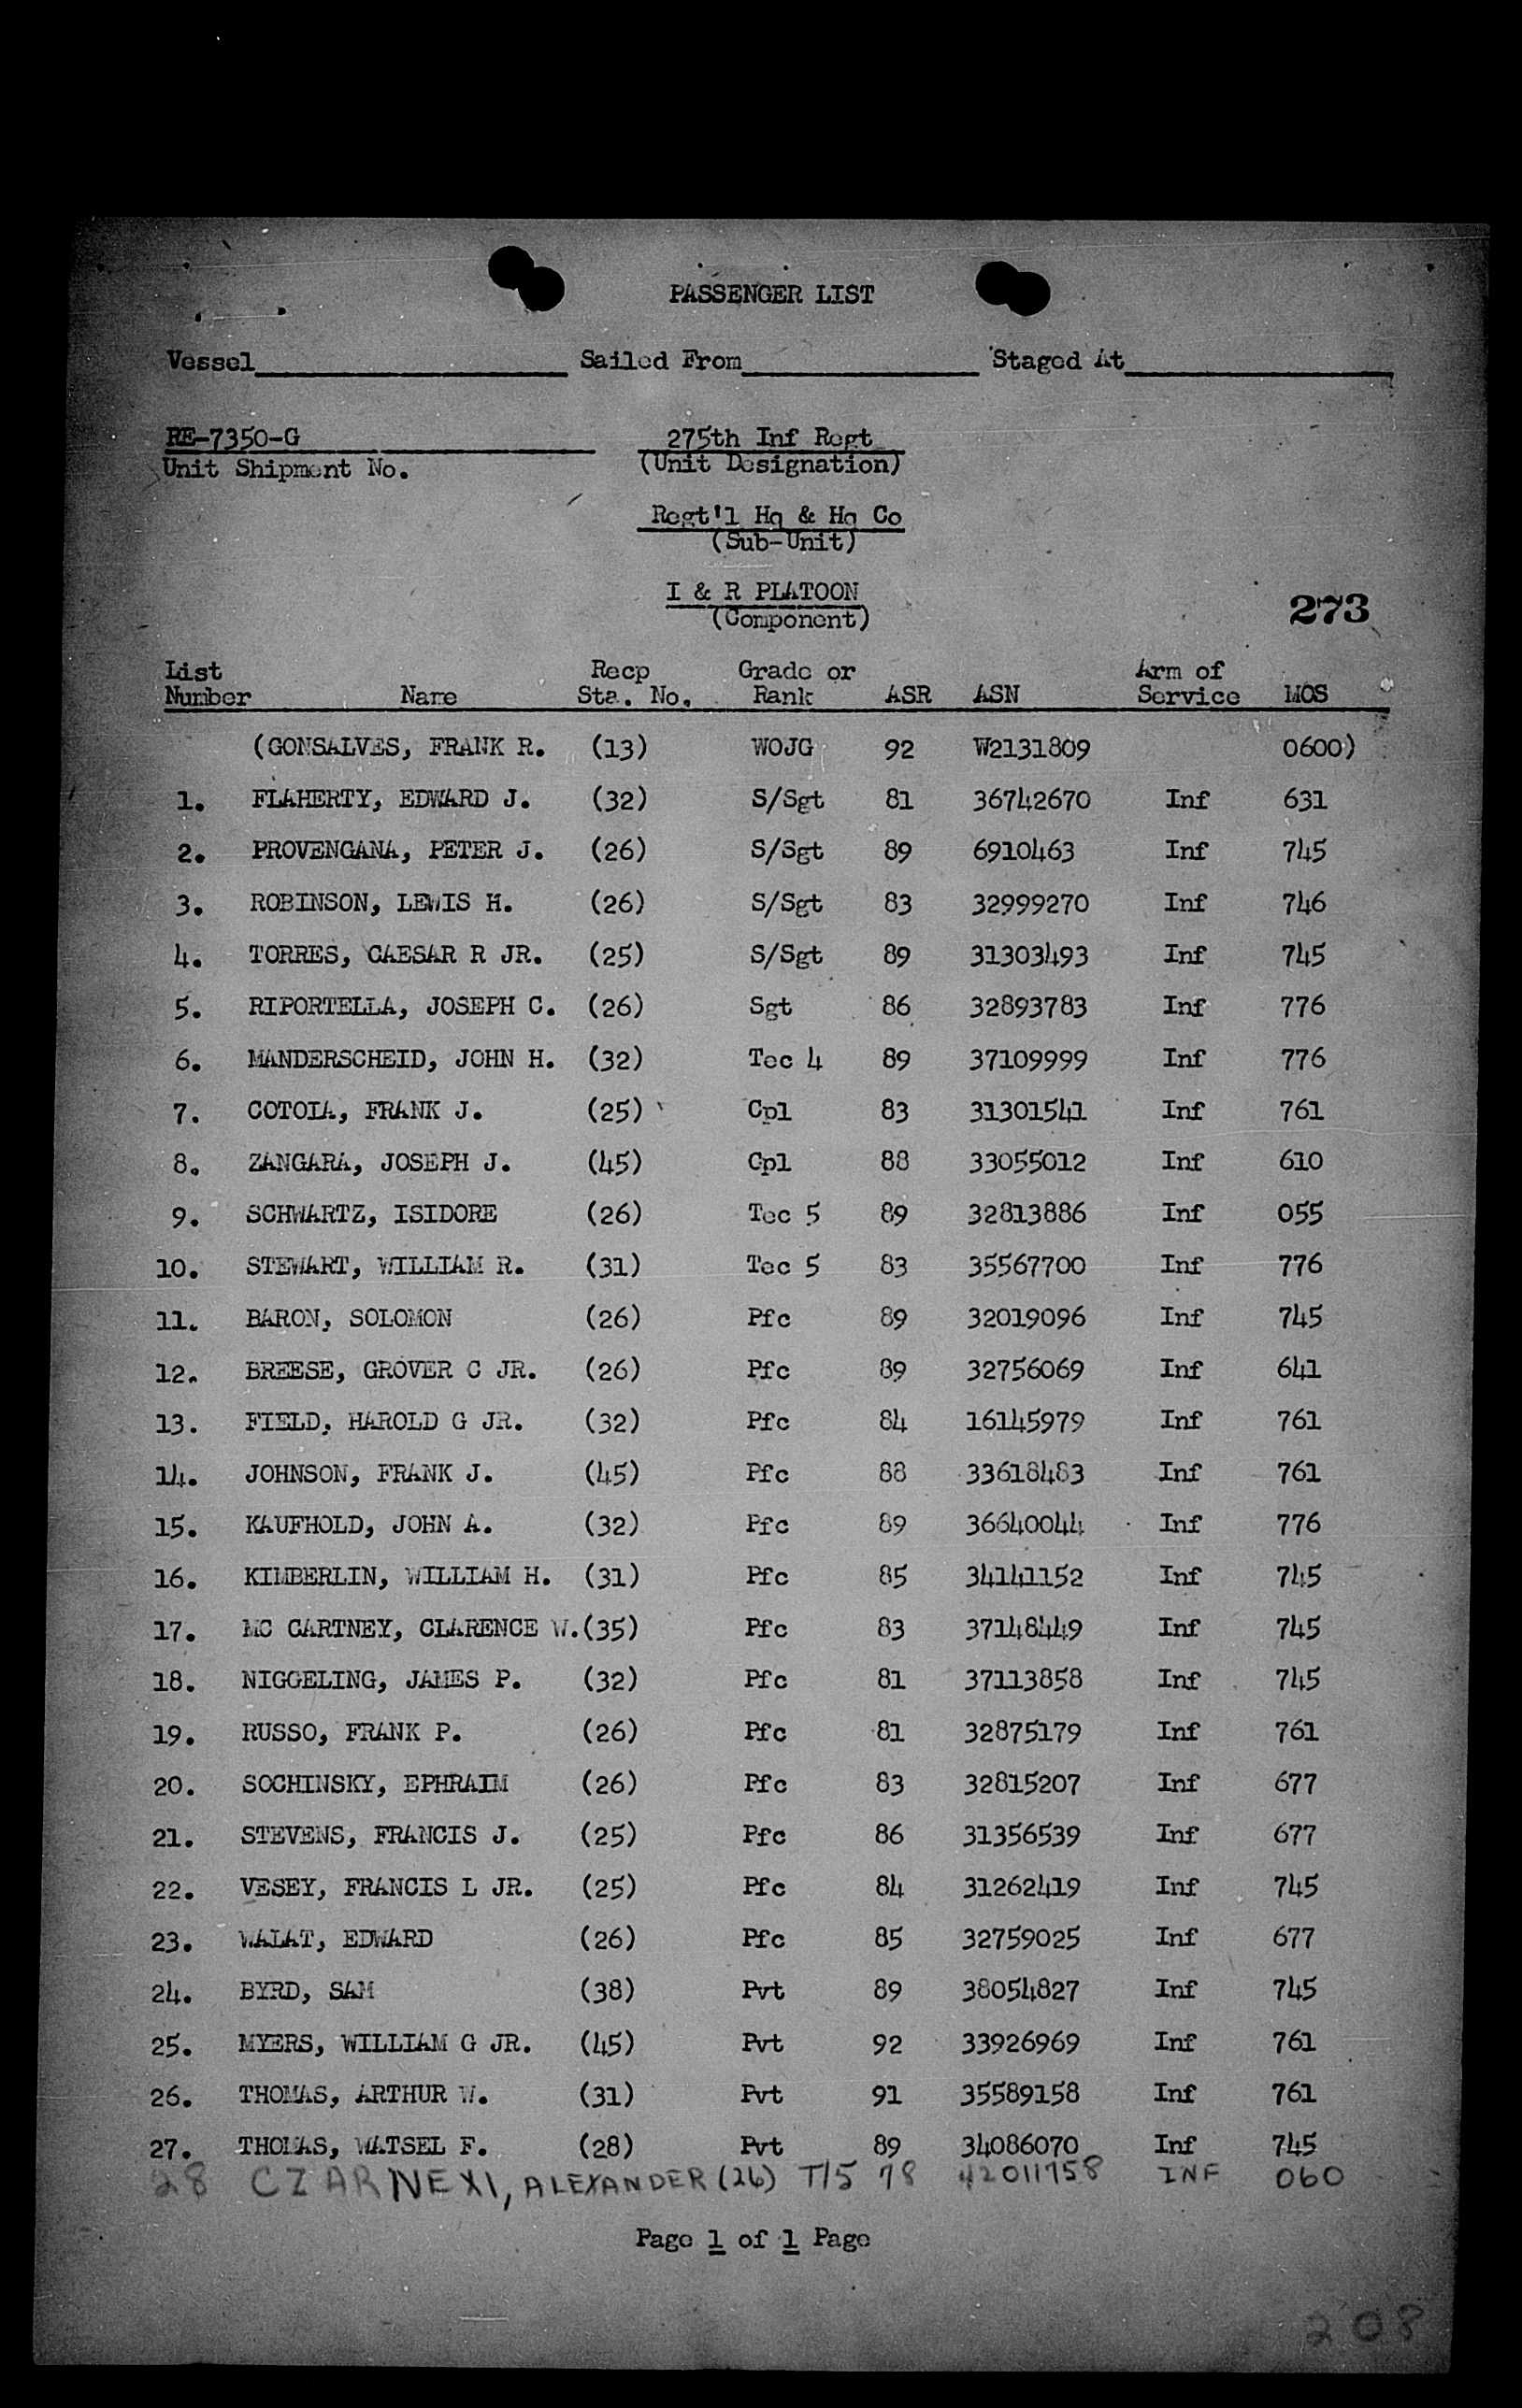 PASSENGER LIST
Vessel Sailed From Staged At
RE-7350-G 275th Inf Regt
Unit Shipment No. (Unit Designation)
Regt'l Hq & Hq Co
(Sub-Unit)
I & R PLATOON
(Component)
273
List Recp Grade or Arm of
Number Name Sta. No. Rank ASR ASN Service MOS
(GONSALVES, FRANK R. (13) WOJG 92 W2131809 0600)
1. FLAHERTY, EDWARD J. (32) S/Sgt 81 36742670 Inf 631
2. PROVENGANA, PETER J. (26) S/Sgt 89 6910463 Inf 745
3. ROBINSON, LEWIS H. (26) S/Sgt 83 32999270 Inf 746
4. TORRES, CAESAR R JR. (25) S/Sgt 89 31303493 Inf 745
5. RIPORTELLA, JOSEPH C. (26) Sgt 86 32893783 Inf 776
6. MANDERSCHEID, JOHN H. (32) Tec 4 89 37109999 Inf 776
7. COTOIA, FRANK J. (25) Cpl 83 31301541 Inf 761
8. ZANGARA, JOSEPH J. (45) Cpl 88 33055012 Inf 610
9. SCHWARTZ, ISIDORE (26) Tec 5 89 32813886 Inf 055
10. STEWART, WILLIAM R. (31) Tec 5 83 35567700 Inf 776
11. BARON, SOLOMON (26) Pfc 89 32019096 Inf 745
12. BREESE, GROVER C JR. (26) Pfc 89 32756069 Inf 641
13. FIELD, HAROLD G JR. (32) Pfc 84 16145979 Inf 761
14. JOHNSON, FRANK J. (45) Pfc 88 33618483 Inf 761
15. KAUFHOLD, JOHN A. (32) Pfc 89 36640044 Inf 776
16. KIMBERLIN, WILLIAM H. (31) Pfc 85 34141152 Inf 745
17. MC CARTNEY, CLARENCE W. (35) Pfc 83 37148449 Inf 745
18. NIGGELING, JAMES P. (32) Pfc 81 37113858 Inf 745
19. RUSSO, FRANK P. (26) Pfc 81 32875179 Inf 761
20. SOCHINSKY, EPHRAIM (26) Pfc 83 32815207 Inf 677
21. STEVENS, FRANCIS J. (25) Pfc 86 31356539 Inf 677
22. VESEY, FRANCIS L JR. (25) Pfc 84 31262419 Inf 745
23. WALAT, EDWARD (26) Pfc 85 32759025 Inf 677
24. BYRD, SAM (38) Pvt 89 38054827 Inf 745
25. MYERS, WILLIAM G JR. (45) Pvt 92 33926969 Inf 761
26. THOMAS, ARTHUR W. (31) Pvt 91 35589158 Inf 761
27. THOMAS, WATSEL F. (28) Pvt 89 34086070 Inf 745
28 CZARNEXI, ALEXANDER (26) T/5 78 42011758 INF 060
Page 1 of 1 Page
208